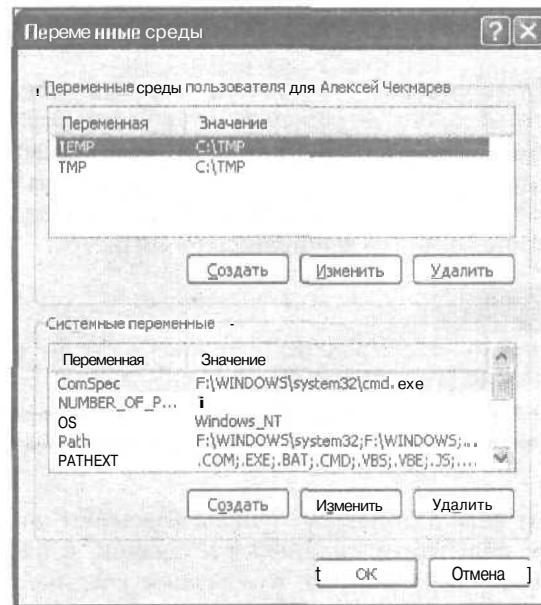 Переменные среды
Переменные среды пользователя для Алексей Чекмарев
Переменная Значение
TEMP C:\TMP
TMP C:\TMP
Создать Изменить Удалить
Системные переменные
Переменная Значение
ComSpec F:\WINDOWS\system32\cmd.exe
NUMBER_OF_P...
OS Windows_NT
Path F:\WINDOWS\system32;F:\WINDOWS;...
PATHEXT .COM;.EXE;.BAT;.CMD;.VBS;.VBE;.JS;....
Создать Изменить Удалить
OK Отмена